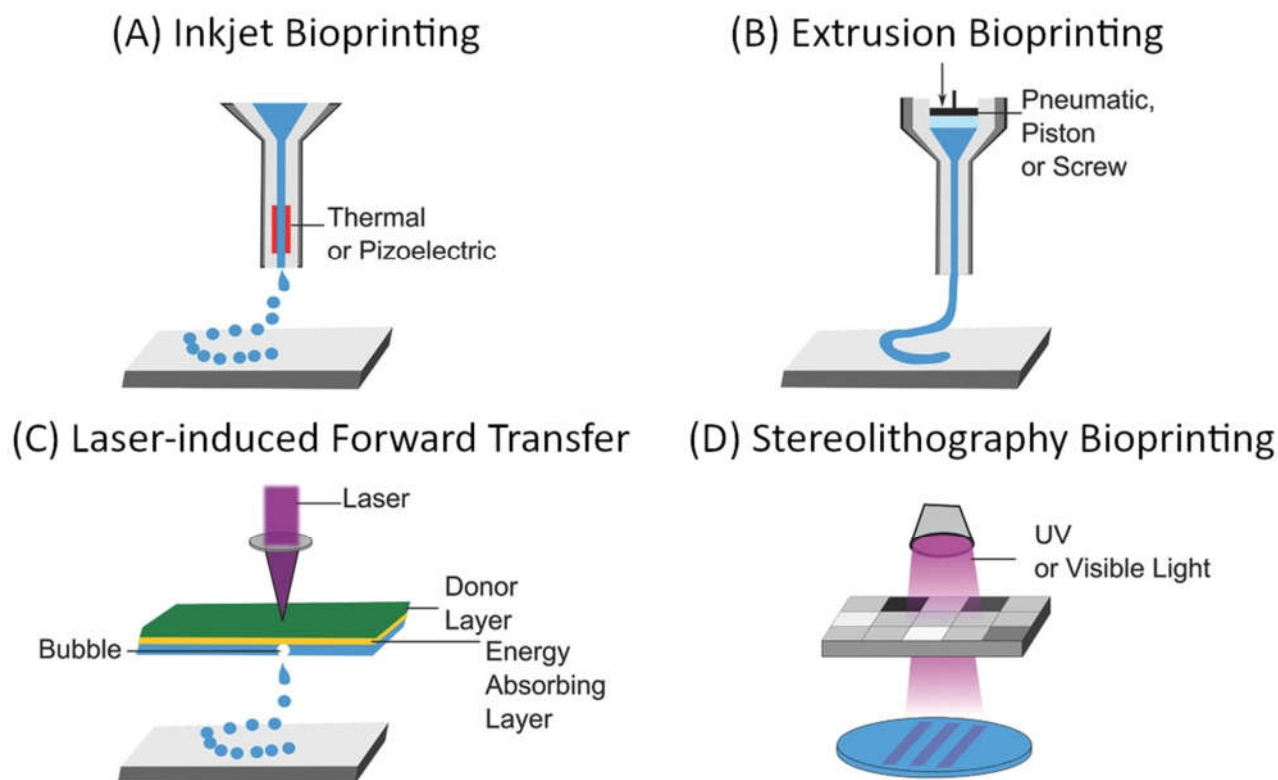 (A) Inkjet Bioprinting
Thermal
or Pizoelectric
(B) Extrusion Bioprinting
Pneumatic,
Piston
or Screw
(C) Laser-induced Forward Transfer
Laser
Donor
Layer
Bubble
Energy
Absorbing
Layer
(D) Stereolithography Bioprinting
UV
or Visible Light